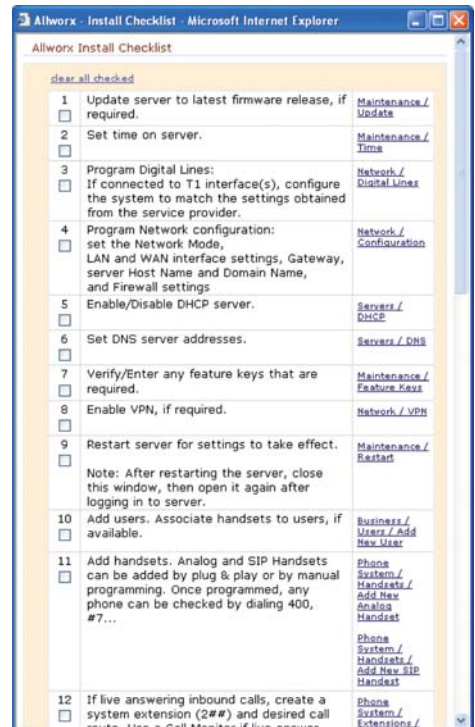 Allworx - Install Checklist - Microsoft Internet Explorer
Allworx Install Checklist
clear all checked
1 Update server to latest firmware release, if Maintenance /
required. Update
2 Set time on server. Maintenance /
Time
3 Program Digital Lines: Network /
If connected to T1 interface(s), configure Digital Lines
the system to match the settings obtained
from the service provider.
4 Program Network configuration: Network /
set the Network Mode, Configuration
LAN and WAN interface settings, Gateway,
server Host Name and Domain Name,
and Firewall settings
5 Enable/Disable DHCP server. Servers /
DHCP
6 Set DNS server addresses. Servers / DNS
7 Verify/Enter any feature keys that are Maintenance /
required. Feature Keys
8 Enable VPN, if required. Network / VPN
9 Restart server for settings to take effect. Maintenance /
Restart
Note: After restarting the server, close
this window, then open it again after
logging in to server.
10 Add users. Associate handsets to users, if Business /
available. Users / Add
New User
11 Add handsets. Analog and SIP Handsets Phone
can be added by plug & play or by manual System /
programming. Once programmed, any Handsets /
phone can be checked by dialing 400, Add New
#7... Analog
Handset
Phone
System /
Handsets /
Add New SIP
Handest
12 If live answering inbound calls, create a Phone
system extension (2##) and desired call System /
Extensions /